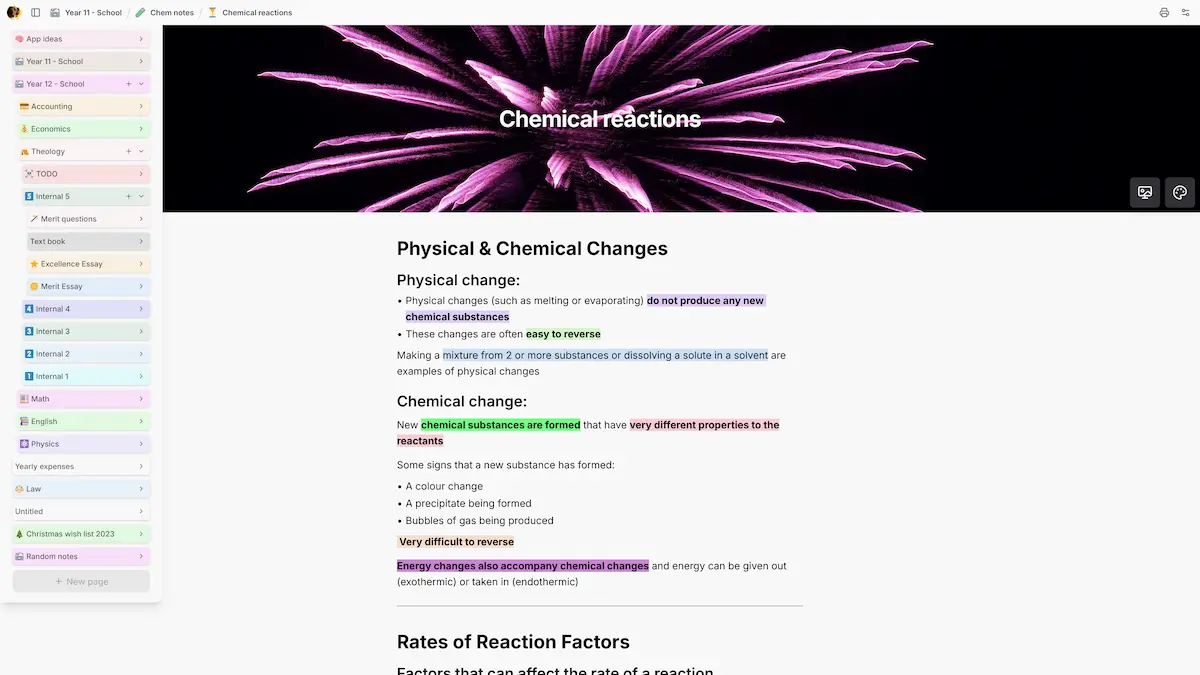 Year 11 - School / Chem notes / Chemical reactions
App ideas
Year 11 - School
Year 12 - School
Accounting
Economics
Theology
TODO
Internal 5
Merit questions
Text book
Excellence Essay
Merit Essay
Internal 4
Internal 3
Internal 2
Internal 1
Math
English
Physics
Yearly expenses
Law
Untitled
Christmas wish list 2023
Random notes
+ New page
Chemical reactions
Physical & Chemical Changes
Physical change:
• Physical changes (such as melting or evaporating) do not produce any new
chemical substances
• These changes are often easy to reverse
Making a mixture from 2 or more substances or dissolving a solute in a solvent are
examples of physical changes
Chemical change:
New chemical substances are formed that have very different properties to the
reactants
Some signs that a new substance has formed:
• A colour change
• A precipitate being formed
• Bubbles of gas being produced
Very difficult to reverse
Energy changes also accompany chemical changes and energy can be given out
(exothermic) or taken in (endothermic)
Rates of Reaction Factors
Factors that can affect the rate of a reaction